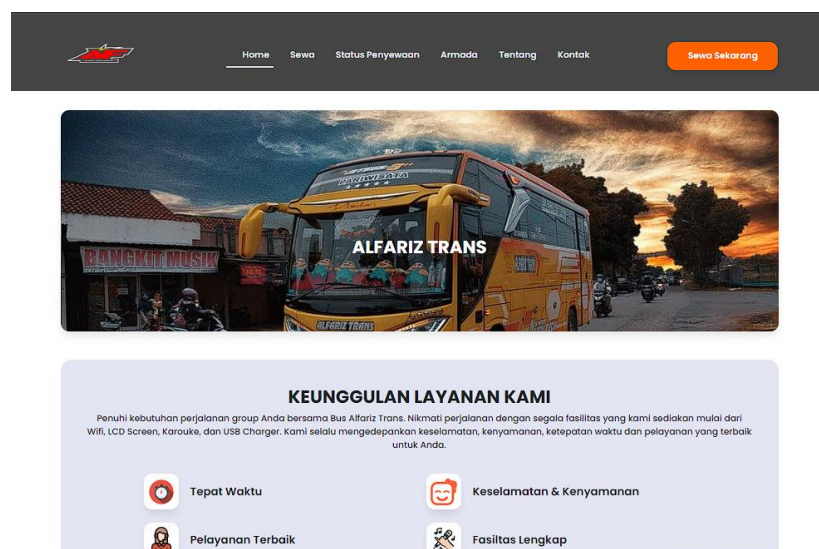 Home Sewa Status Penyewaan Armada Tentang Kontak Sewa Sekarang
PARIWISATA
BANGKIT MUSIK
ALFARIZ TRANS
ALFARIZ TRANS
KEUNGGULAN LAYANAN KAMI
Penuhi kebutuhan perjalanan group Anda bersama Bus Alfariz Trans. Nikmati perjalanan dengan segala fasilitas yang kami sediakan mulai dari
Wifi, LCD Screen, Karouke, dan USB Charger. Kami selalu mengedepankan keselamatan, kenyamanan, ketepatan waktu dan pelayanan yang terbaik
untuk Anda.
Tepat Waktu Keselamatan & Kenyamanan
Pelayanan Terbaik Fasiltas Lengkap